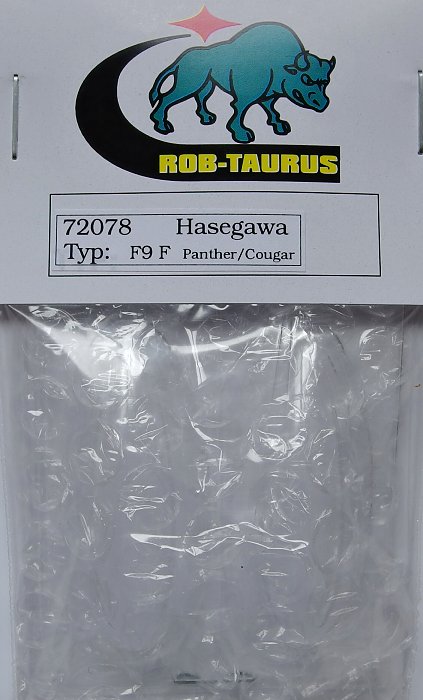 ROB-TAURUS
72078 Hasegawa
Typ: F9 F Panther/Cougar